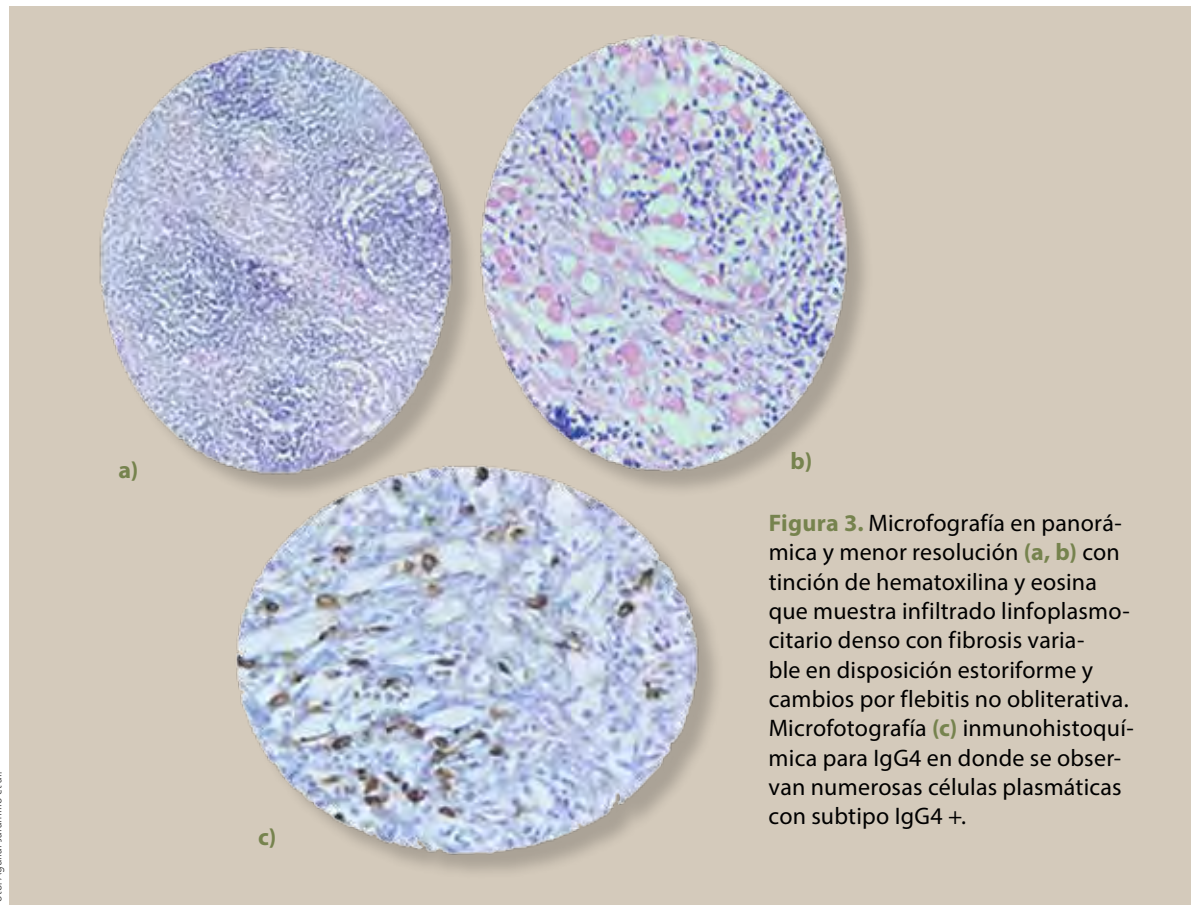 a)
b)
Figura 3. Microfografía en panorá-
mica y menor resolución (a, b) con
tinción de hematoxilina y eosina
que muestra infiltrado linfoplasmo-
citario denso con fibrosis varia-
ble en disposición estoriforme y
cambios por flebitis no obliterativa.
Microfotografía (c) inmunohistoquí-
mica para IgG4 en donde se obser-
van numerosas células plasmáticas
con subtipo IgG4 +.
c)